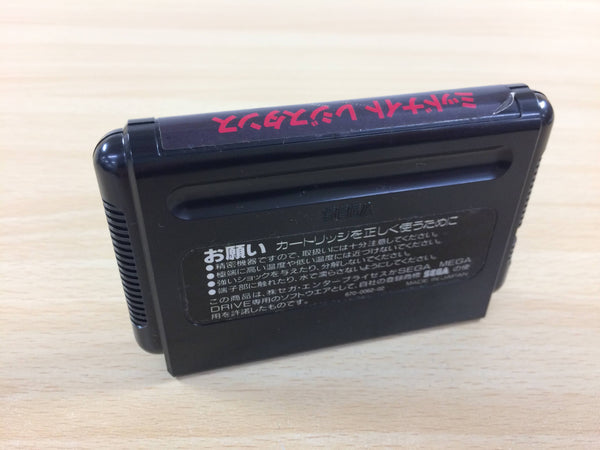 ミッドナイト レジスタンス
SEGA
お願い カートリッジを正しく使うために
●精密機器ですので、取扱いには十分注意してください。
●極端に高い温度や低い温度には近づけないでください。
●強いショックを与えたり、分解しないでください。
●端子部に触れたり、水で濡らさないようにしてください。
この商品は、株セガ・エンタープライゼスがSEGA、MEGA
DRIVE専用のソフトウエアとして、自社の登録商標 SEGA の使
用を許諾したものです。
670-0062-02 MADE IN JAPAN